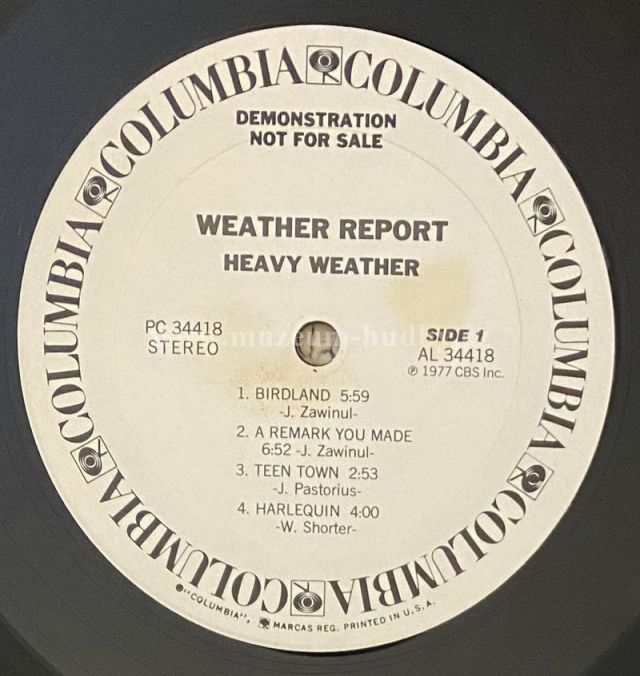 COLUMBIA COLUMBIA COLUMBIA COLUMBIA COLUMBIA COLUMBIA COLUMBIA
DEMONSTRATION
NOT FOR SALE
WEATHER REPORT
HEAVY WEATHER
PC 34418
STEREO
SIDE 1
AL 34418
℗ 1977 CBS Inc.
1. BIRDLAND 5:59
-J. Zawinul-
2. A REMARK YOU MADE
6:52 -J. Zawinul-
3. TEEN TOWN 2:53
-J. Pastorius-
4. HARLEQUIN 4:00
-W. Shorter-
"COLUMBIA", MARCAS REG. PRINTED IN U.S.A.